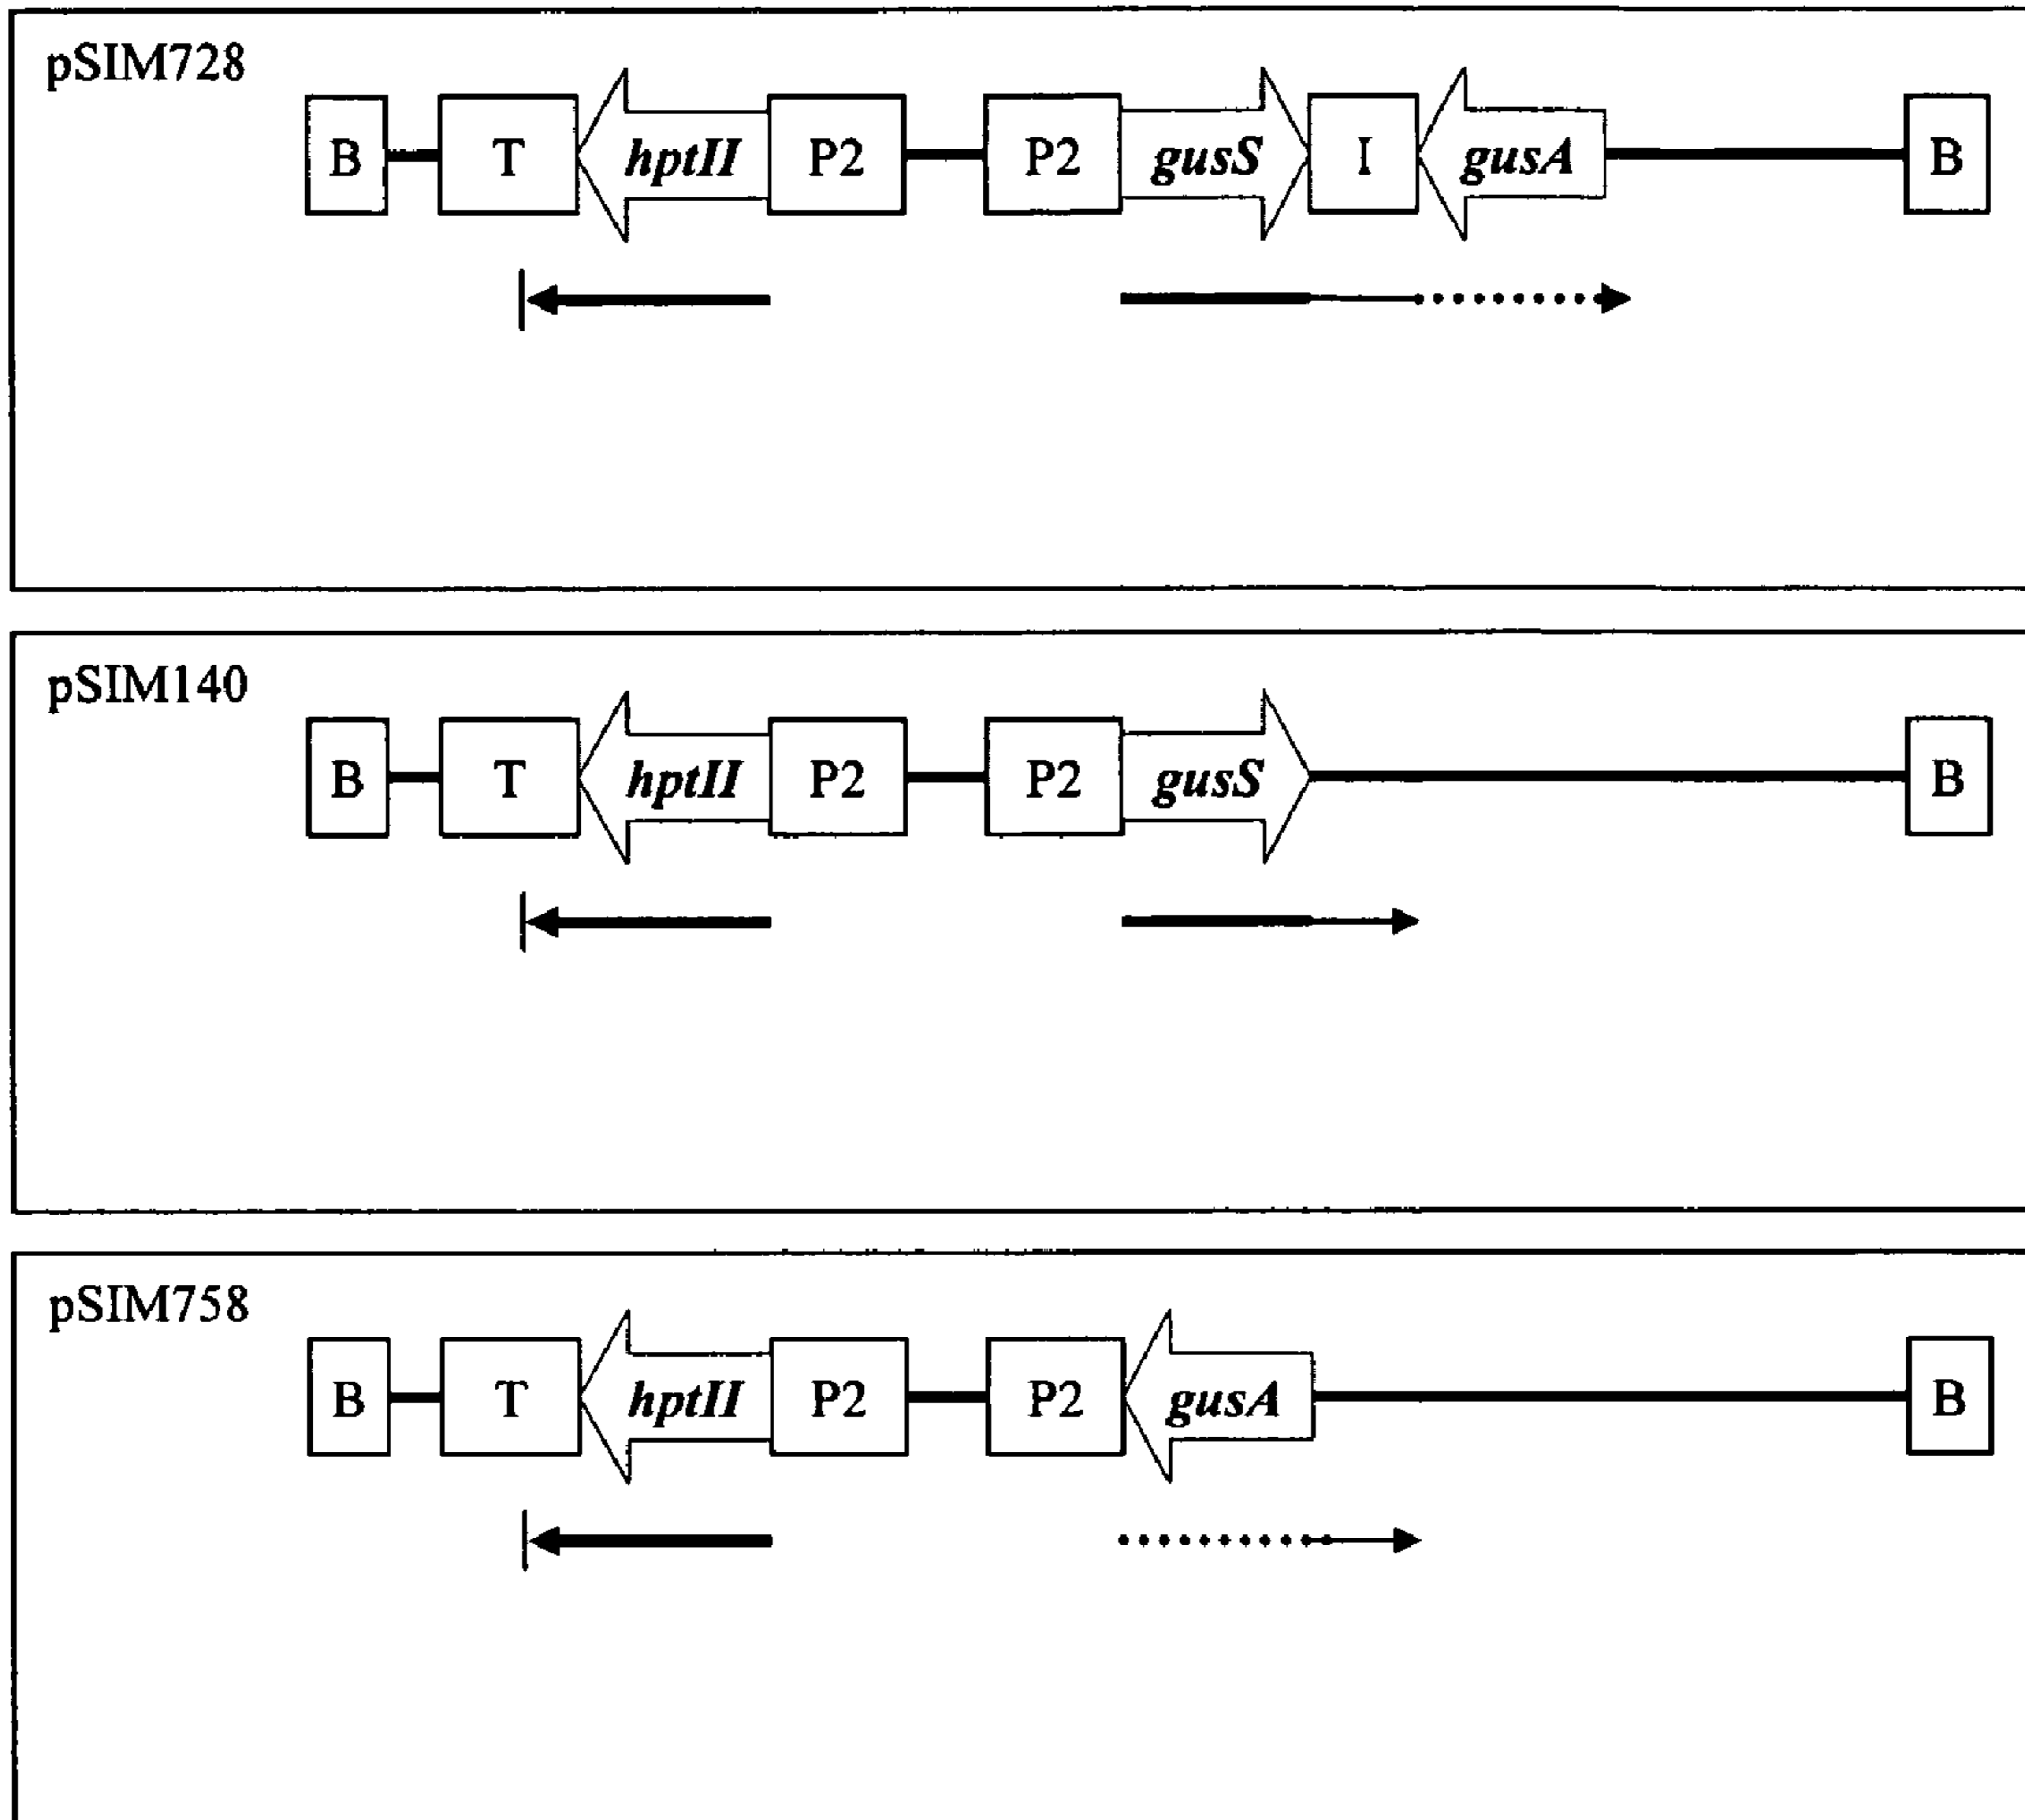 pSIM728
B T hptII P2 P2 gusS I gusA B
pSIM140
B T hptII P2 P2 gusS B
pSIM758
B T hptII P2 P2 gusA B